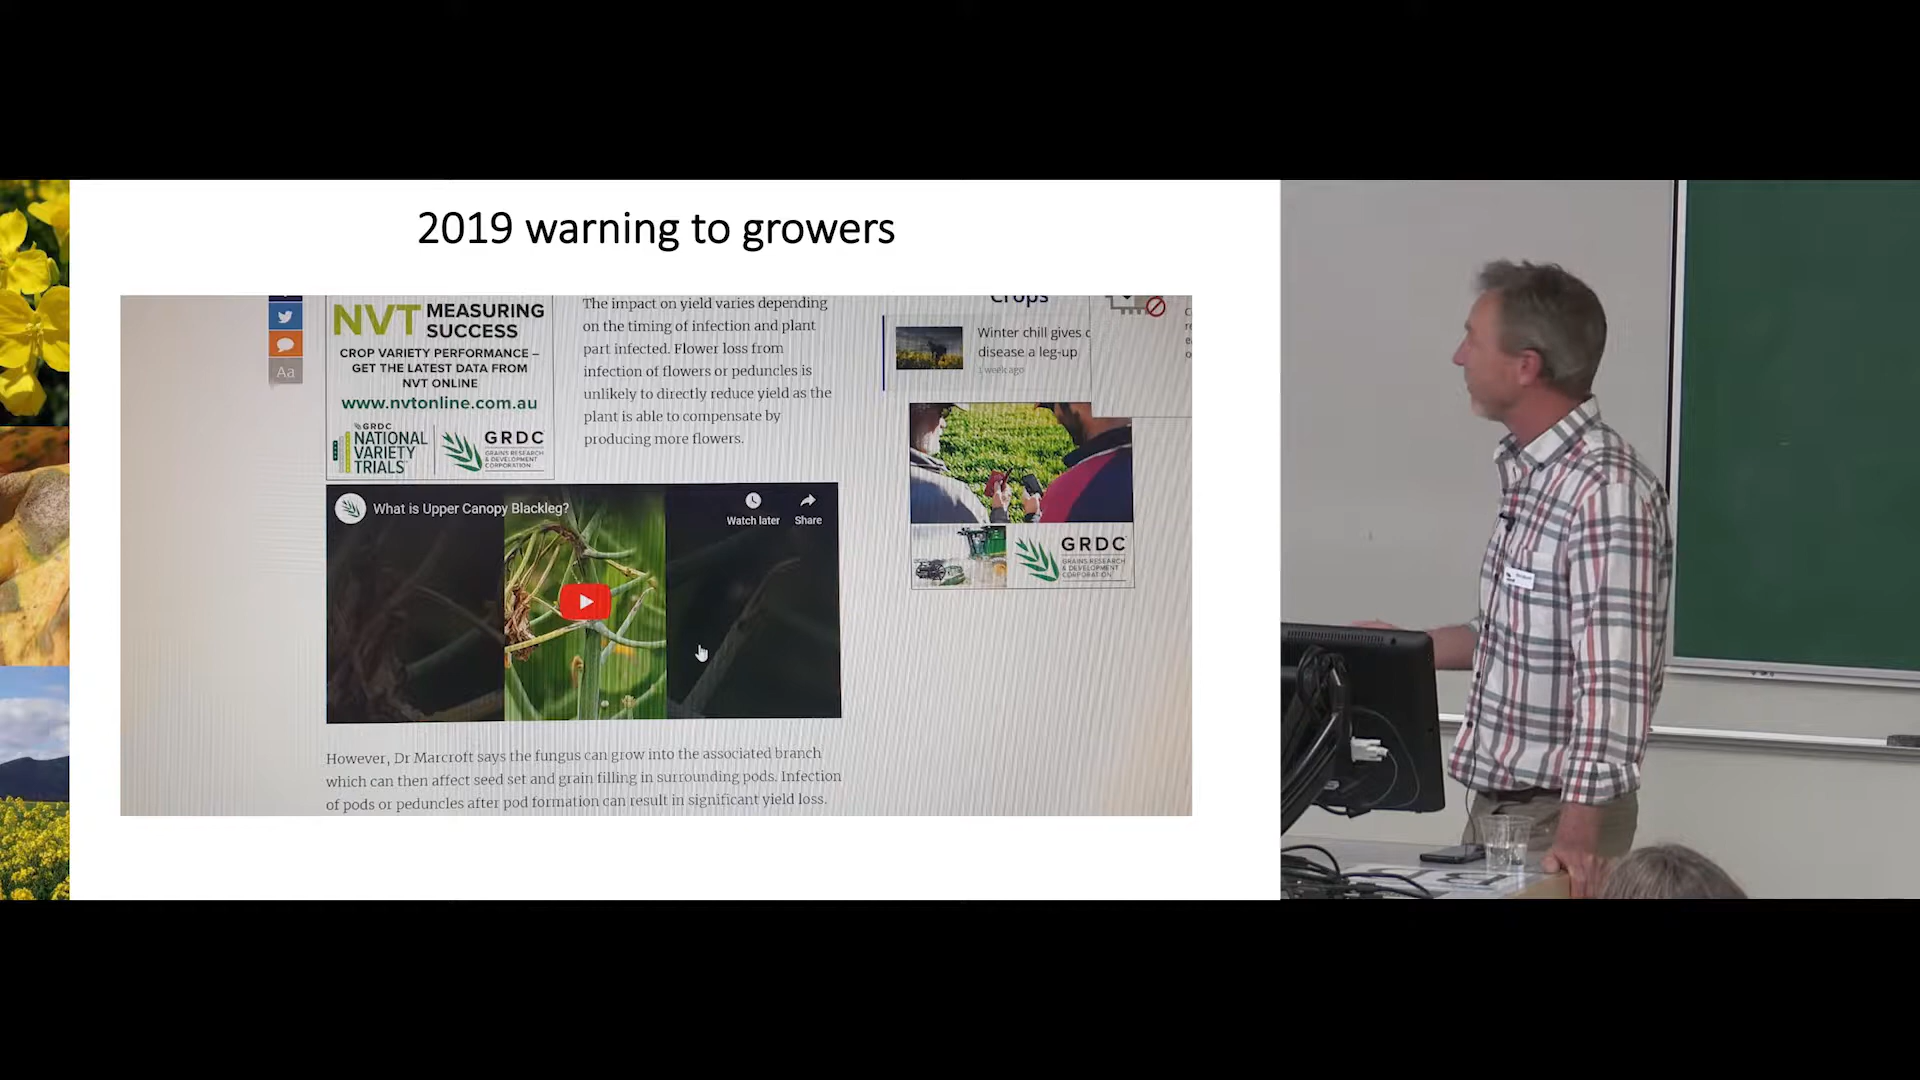 2019 warning to growers
NVT MEASURING
SUCCESS
CROP VARIETY PERFORMANCE –
GET THE LATEST DATA FROM
NVT ONLINE
www.nvtonline.com.au
GRDC
NATIONAL
VARIETY
TRIALS
GRDC
GRAINS RESEARCH
& DEVELOPMENT
CORPORATION
Aa
The impact on yield varies depending
on the timing of infection and plant
part infected. Flower loss from
infection of flowers or peduncles is
unlikely to directly reduce yield as the
plant is able to compensate by
producing more flowers.
Crops
Winter chill gives
disease a leg-up
1 week ago
GRDC
GRAINS RESEARCH
& DEVELOPMENT
CORPORATION
What is Upper Canopy Blackleg?
Watch later
Share
However, Dr Marcroft says the fungus can grow into the associated branch
which can then affect seed set and grain filling in surrounding pods. Infection
of pods or peduncles after pod formation can result in significant yield loss.